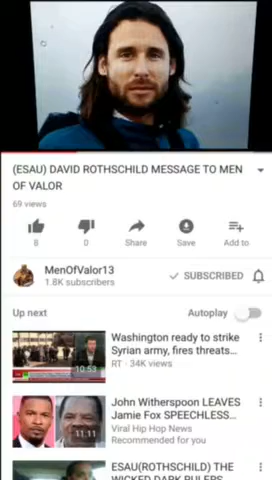 (ESAU) DAVID ROTHSCHILD MESSAGE TO MEN
OF VALOR
69 views
8
0
Share
Save
Add to
MenOfValor13
1.8K subscribers
SUBSCRIBED
Up next
Autoplay
Washington ready to strike
Syrian army, fires threats...
RT · 34K views
10:53
John Witherspoon LEAVES
Jamie Fox SPEECHLESS...
Viral Hip Hop News
Recommended for you
11:11
ESAU(ROTHSCHILD) THE
WICKED DARK RULERS